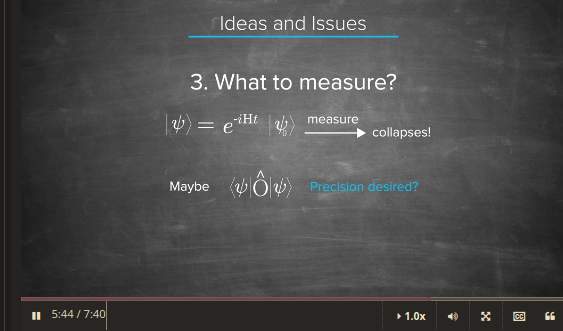 Ideas and Issues
3. What to measure?
|ψ⟩ = e^{-iHt} |ψ₀⟩ measure collapses!
Maybe ⟨ψ|Ô|ψ⟩ Precision desired?
5:44 / 7:40 1.0x CC